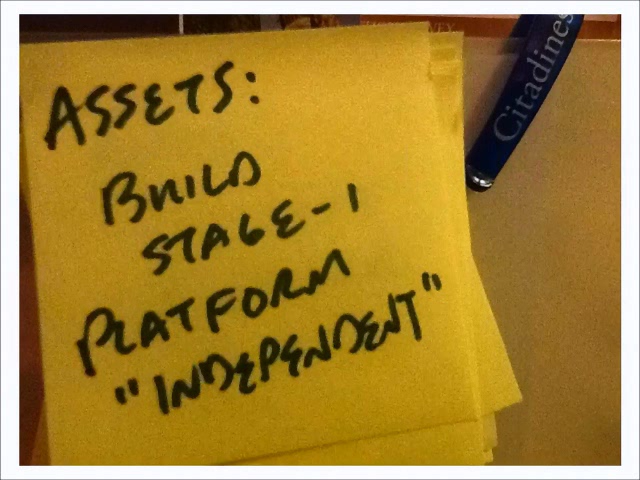 ASSETS:
BUILD
STAGE-1
PLATFORM
"INDEPENDENT"
Citadines